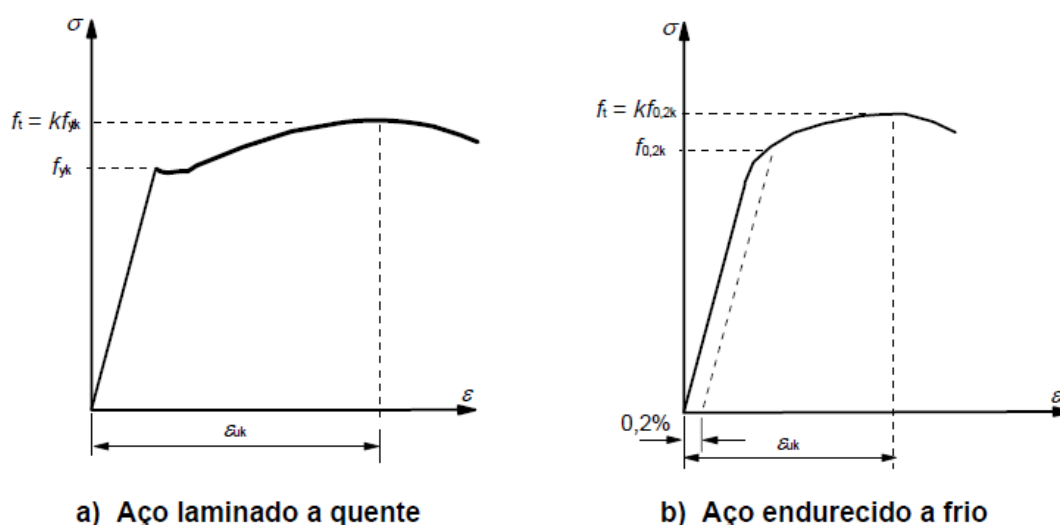 σ
fₜ = kfyk
fyk
ε
εuk
a) Aço laminado a quente
σ
fₜ = kf0,2k
f0,2k
ε
0,2%
εuk
b) Aço endurecido a frio